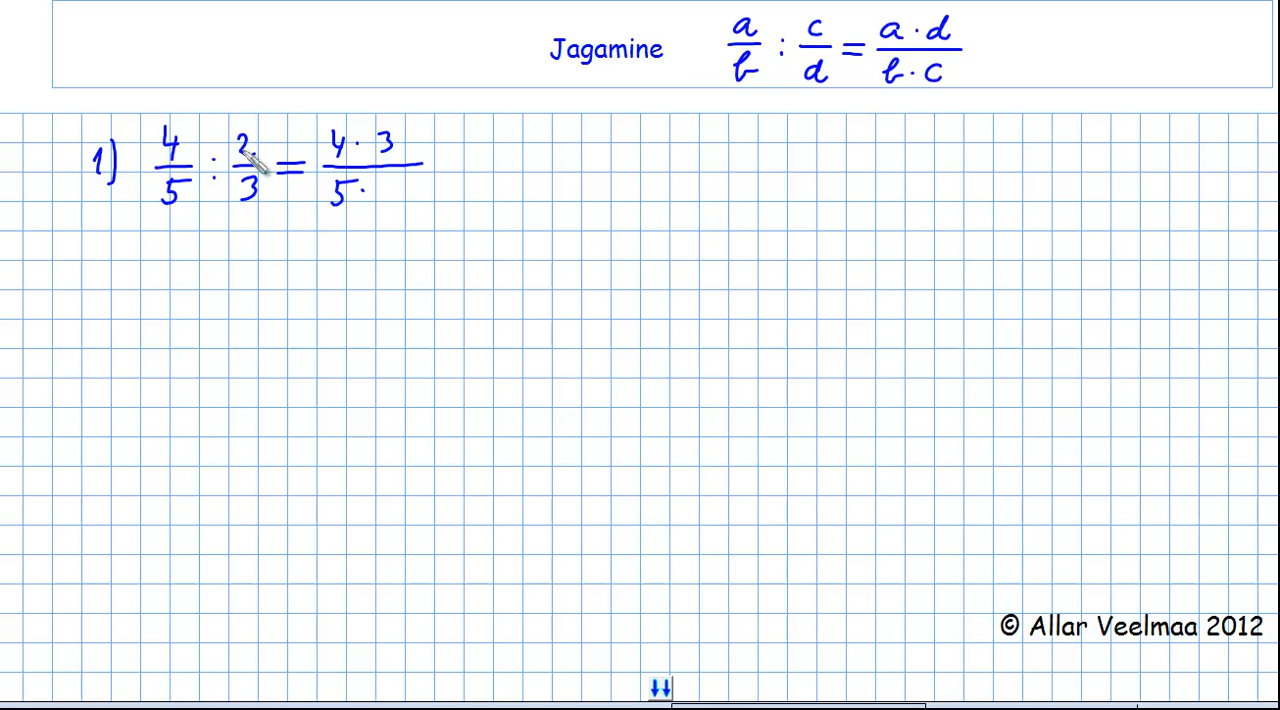 Jagamine a/b : c/d = a · d / b · c
1) 4/5 : 2/3 = 4 · 3 / 5 ·
© Allar Veelmaa 2012